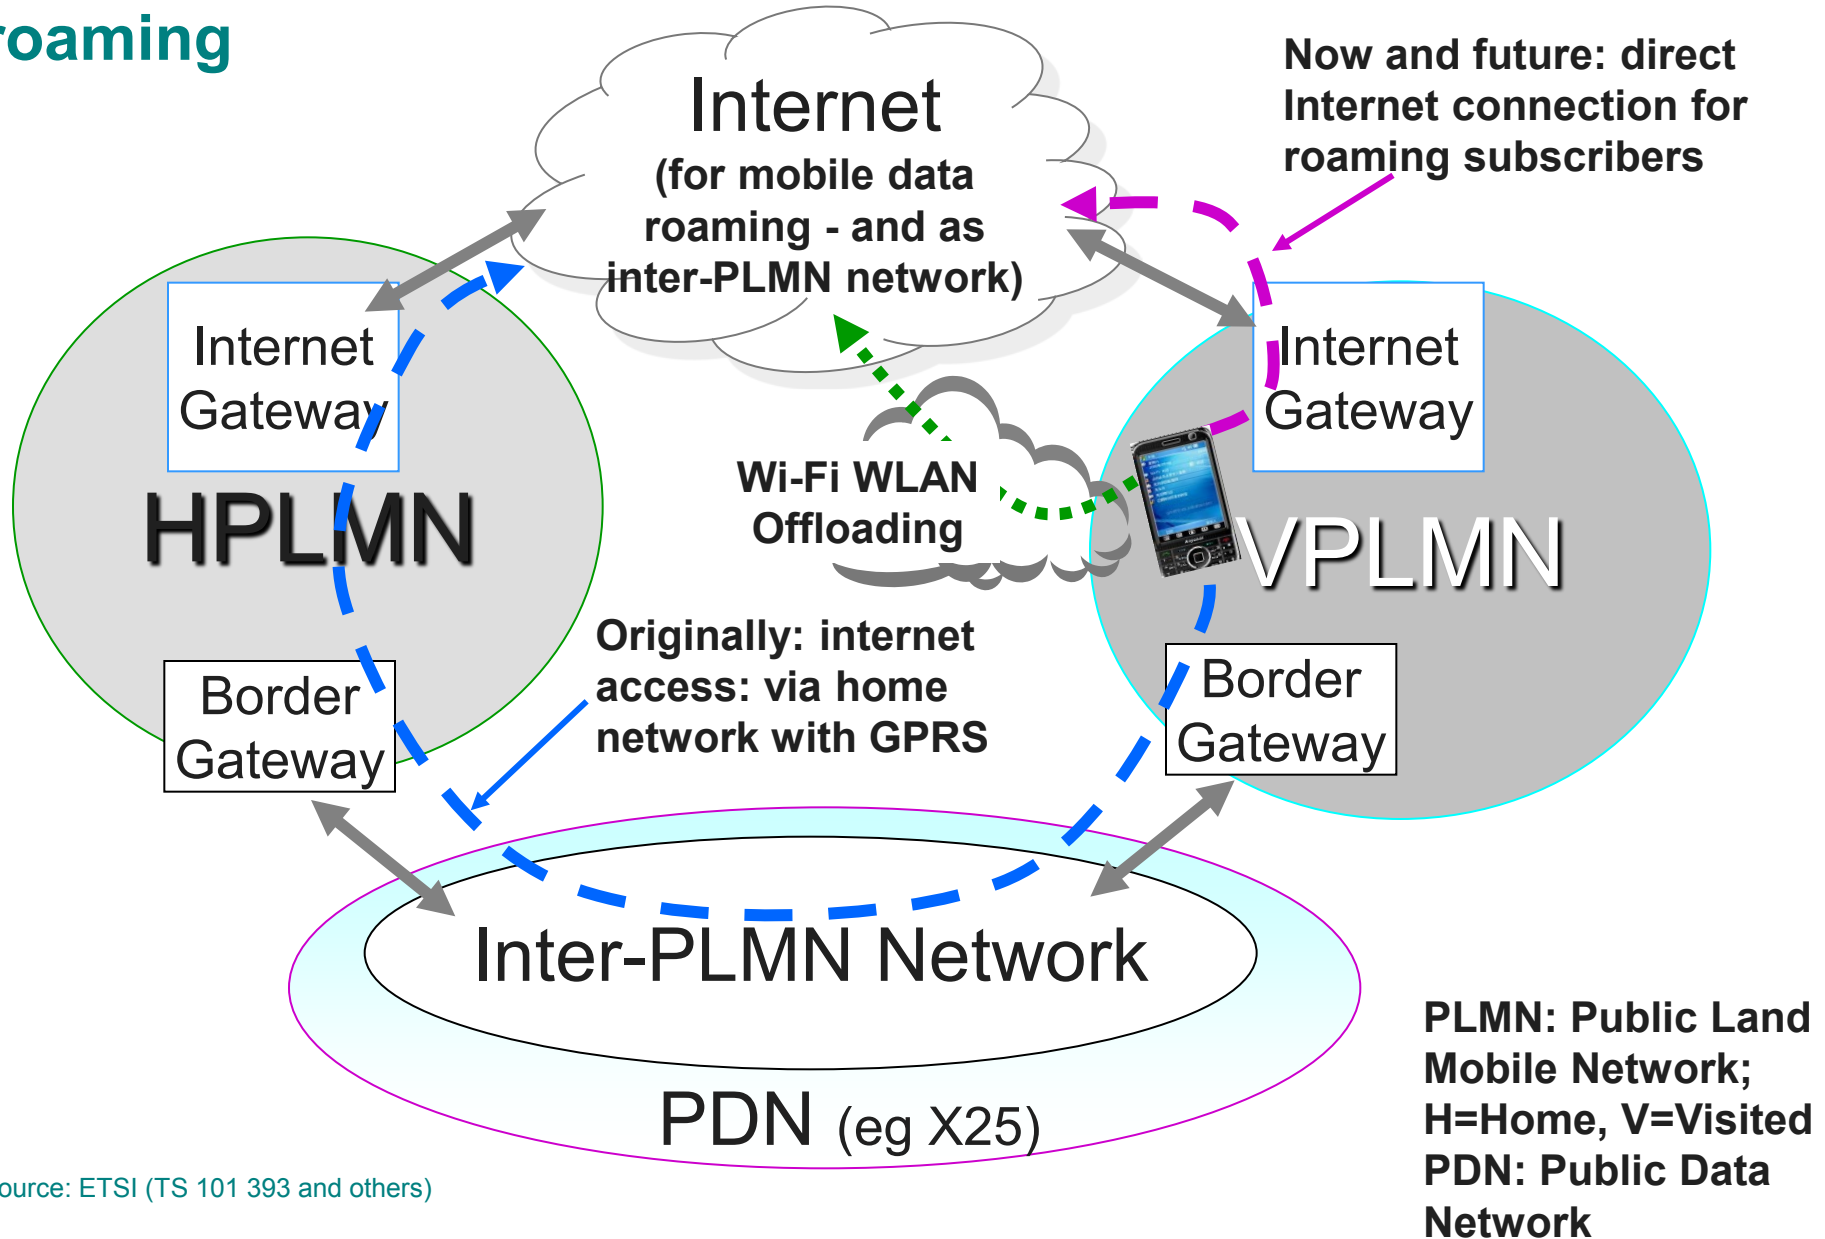 roaming
Internet
(for mobile data
roaming - and as
inter-PLMN network)
Now and future: direct
Internet connection for
roaming subscribers
Internet
Gateway
Internet
Gateway
HPLMN
Wi-Fi WLAN
Offloading
VPLMN
Originally: internet
access: via home
network with GPRS
Border
Gateway
Border
Gateway
Inter-PLMN Network
PDN (eg X25)
PLMN: Public Land
Mobile Network;
H=Home, V=Visited
PDN: Public Data
Network
ource: ETSI (TS 101 393 and others)